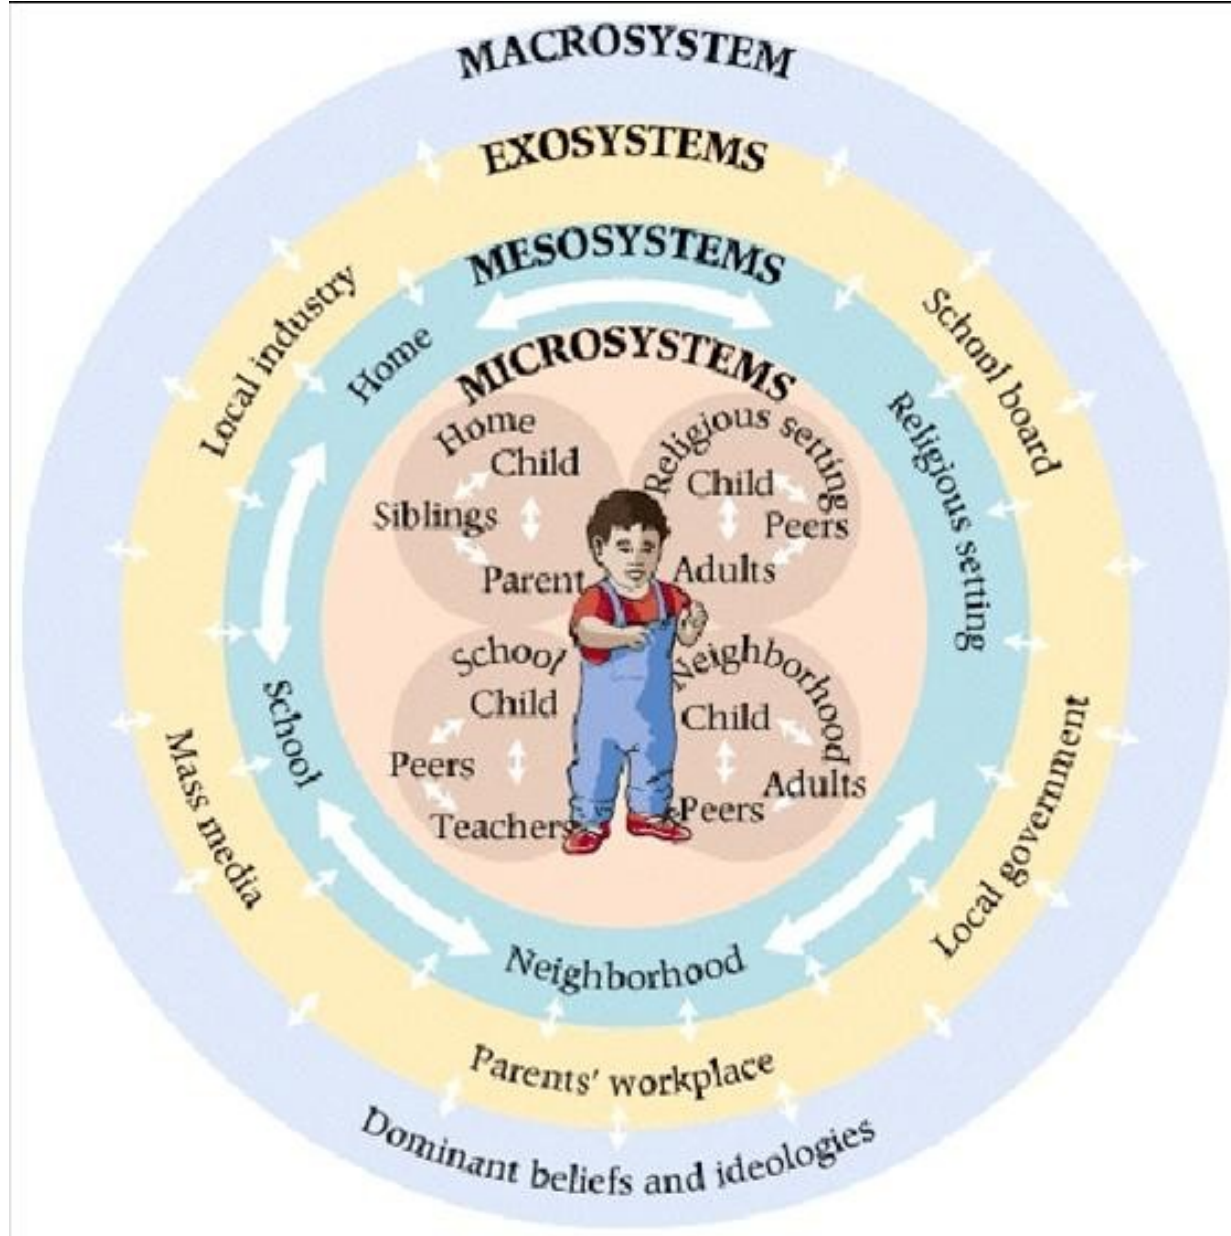 MACROSYSTEM
EXOSYSTEMS
MESOSYSTEMS
MICROSYSTEMS
Local industry
School board
Home
Religious setting
Home
Child
Siblings
Parent
Religious setting
Child
Peers
Adults
School
Child
Peers
Teachers
Neighborhood
Child
Adults
Peers
School
Mass media
Local government
Neighborhood
Parents' workplace
Dominant beliefs and ideologies